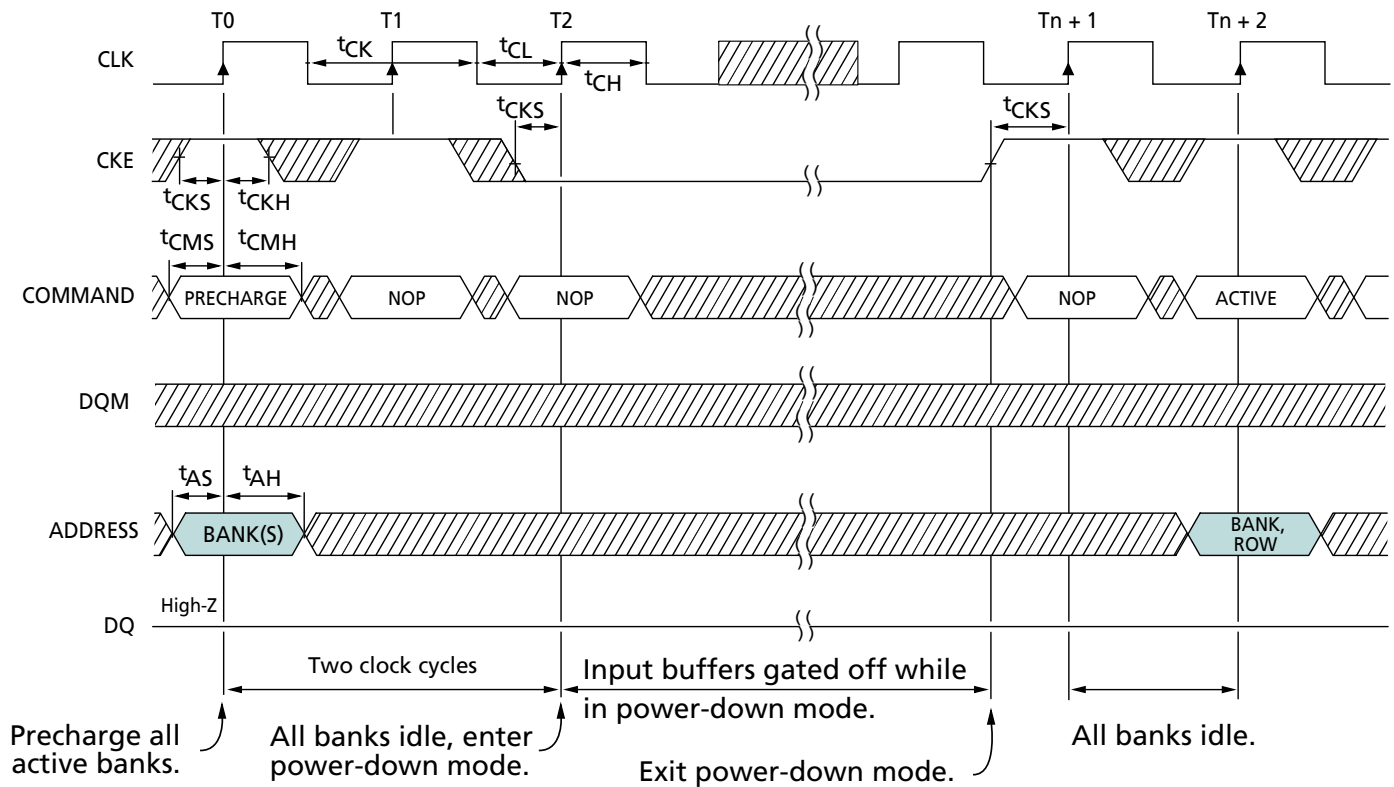 T0 T1 T2 Tn + 1 Tn + 2
CLK
tCK tCL
tCH
tCKS tCKS
CKE
tCKS tCKH
tCMS tCMH
COMMAND PRECHARGE NOP NOP NOP ACTIVE
DQM
tAS tAH
ADDRESS BANK(S) BANK,
ROW
High-Z
DQ
Two clock cycles
Input buffers gated off while
in power-down mode.
Precharge all
active banks.
All banks idle, enter
power-down mode.
Exit power-down mode.
All banks idle.